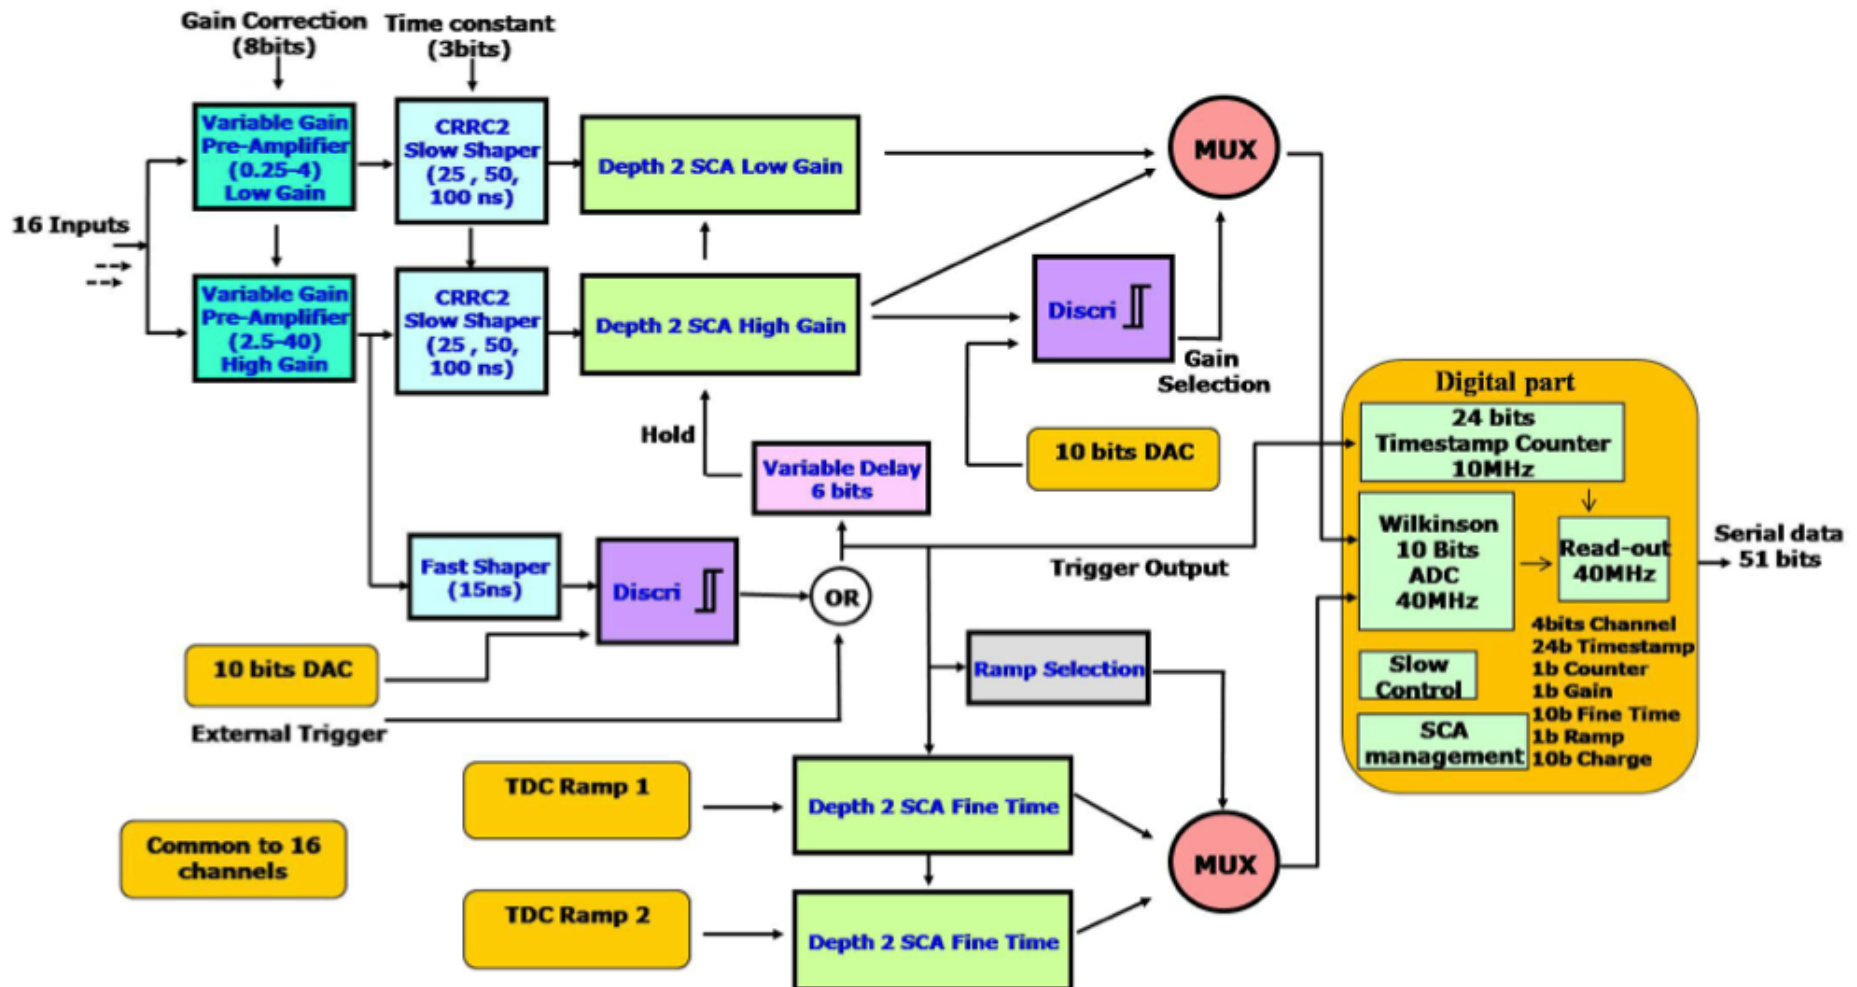 Gain Correction
(8bits)
Time constant
(3bits)
Variable Gain
Pre-Amplifier
(0.25-4)
Low Gain
CRRC2
Slow Shaper
(25 , 50,
100 ns)
Depth 2 SCA Low Gain
MUX
16 Inputs
Variable Gain
Pre-Amplifier
(2.5-40)
High Gain
CRRC2
Slow Shaper
(25 , 50,
100 ns)
Depth 2 SCA High Gain
Discri
Gain
Selection
Hold
Variable Delay
6 bits
10 bits DAC
Digital part
24 bits
Timestamp Counter
10MHz
Wilkinson
10 Bits
ADC
40MHz
Read-out
40MHz
Serial data
51 bits
Fast Shaper
(15ns)
Discri
OR
Trigger Output
10 bits DAC
External Trigger
Ramp Selection
Slow
Control
SCA
management
4bits Channel
24b Timestamp
1b Counter
1b Gain
10b Fine Time
1b Ramp
10b Charge
TDC Ramp 1
Depth 2 SCA Fine Time
MUX
Common to 16
channels
TDC Ramp 2
Depth 2 SCA Fine Time